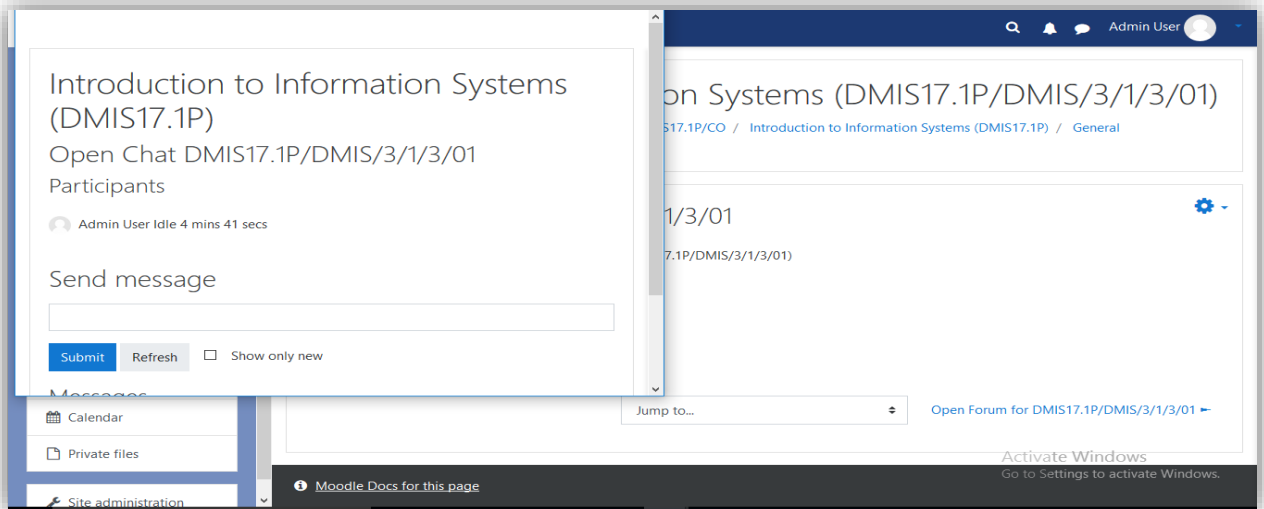 Introduction to Information Systems
(DMIS17.1P)
Open Chat DMIS17.1P/DMIS/3/1/3/01
Participants
Admin User Idle 4 mins 41 secs
Send message
Submit Refresh Show only new
Messages
Calendar
Private files
Site administration
Admin User
on Systems (DMIS17.1P/DMIS/3/1/3/01)
S17.1P/CO / Introduction to Information Systems (DMIS17.1P) / General
1/3/01
7.1P/DMIS/3/1/3/01)
Jump to...
Open Forum for DMIS17.1P/DMIS/3/1/3/01 ►
Activate Windows
Go to Settings to activate Windows.
Moodle Docs for this page